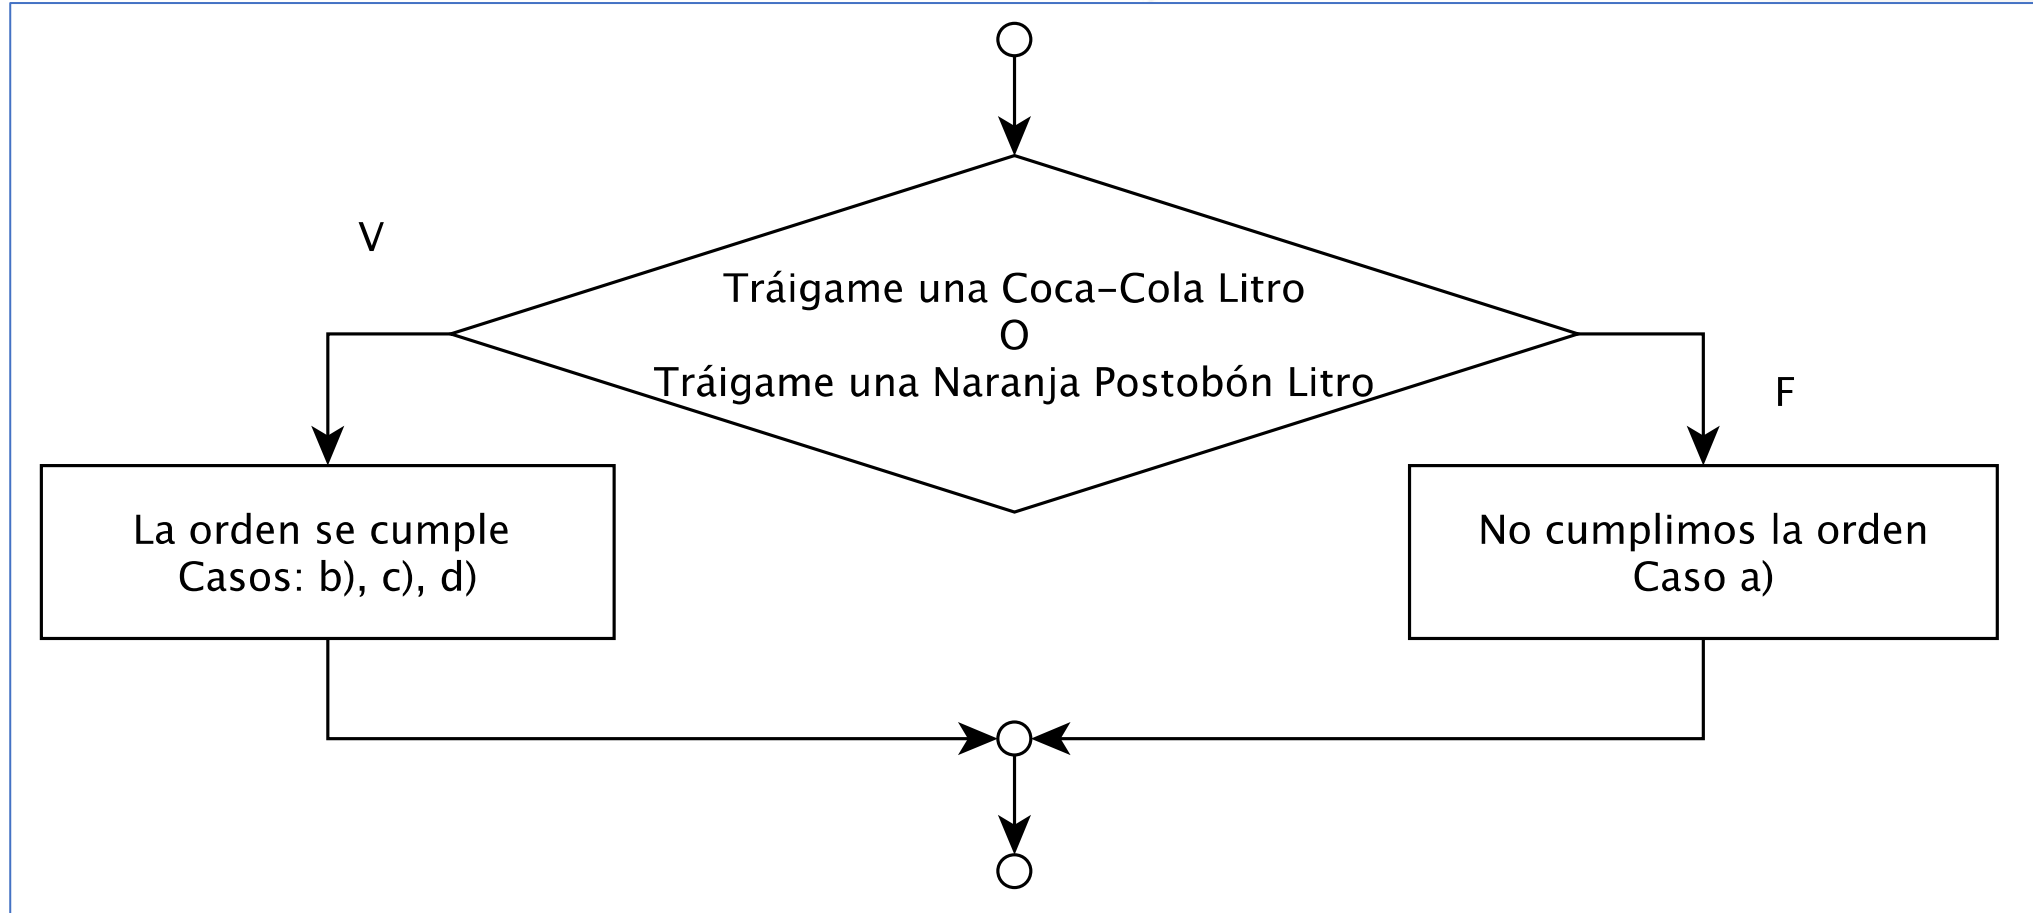 V
Tráigame una Coca-Cola Litro
O
Tráigame una Naranja Postobón Litro
F
La orden se cumple
Casos: b), c), d)
No cumplimos la orden
Caso a)